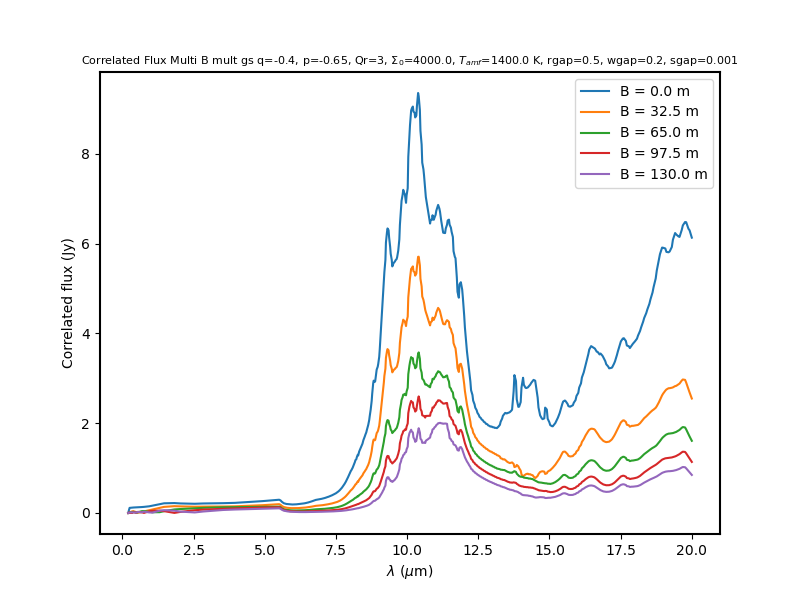 Correlated Flux Multi B mult gs q=-0.4, p=-0.65, Qr=3, Σ₀=4000.0, T_amf=1400.0 K, rgap=0.5, wgap=0.2, sgap=0.001
B = 0.0 m
B = 32.5 m
B = 65.0 m
B = 97.5 m
B = 130.0 m
Correlated flux (Jy)
8
6
4
2
0
0.0 2.5 5.0 7.5 10.0 12.5 15.0 17.5 20.0
λ (μm)